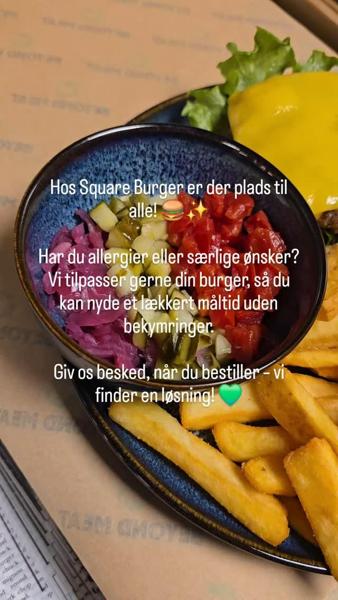 Hos Square Burger er der plads til
alle! 🍔✨
Har du allergier eller særlige ønsker?
Vi tilpasser gerne din burger, så du
kan nyde et lækkert måltid uden
bekymringer.
Giv os besked, når du bestiller – vi
finder en løsning! 💚
BEYOND MEAT